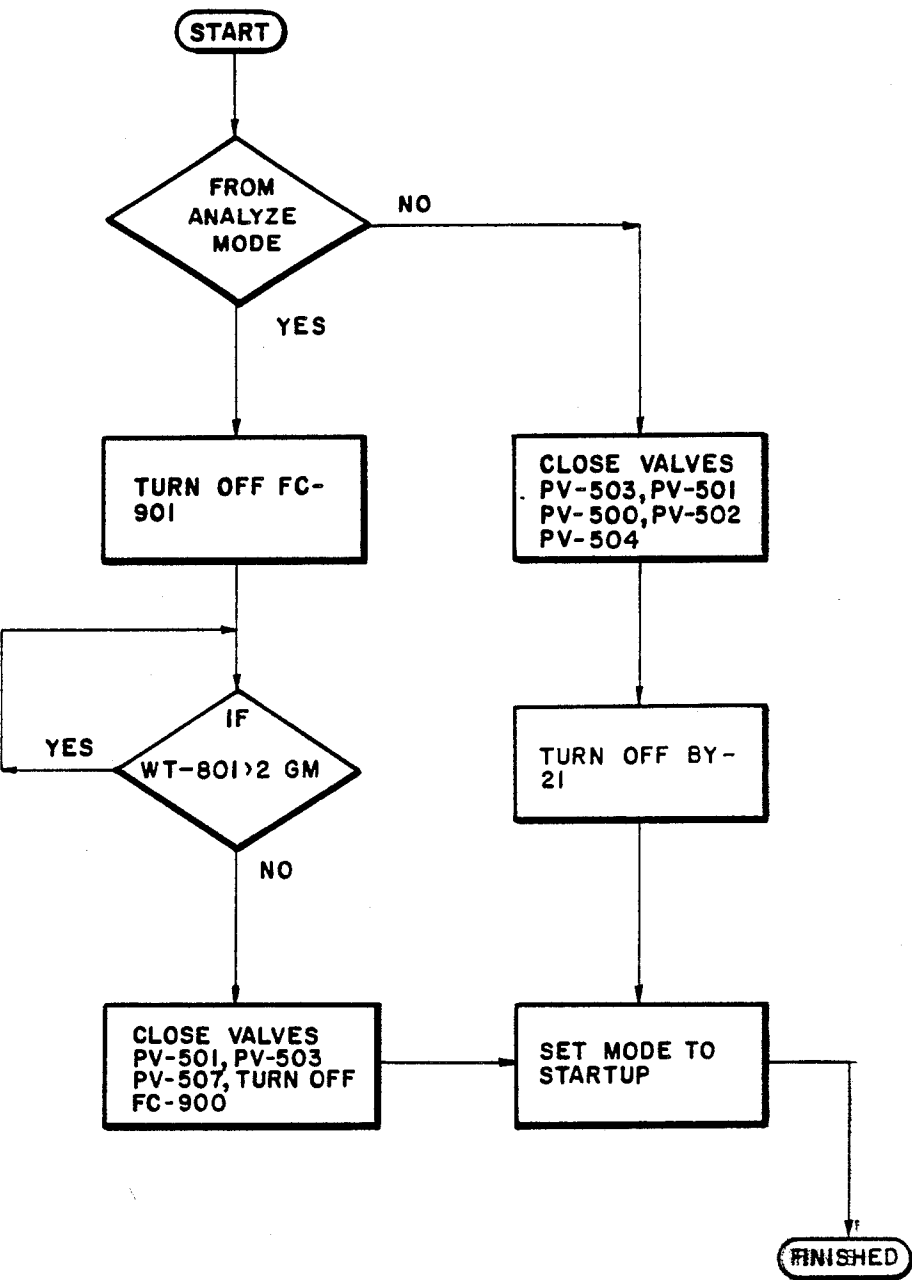 START
FROM
ANALYZE
MODE
NO
YES
TURN OFF FC-
901
CLOSE VALVES
PV-503, PV-501
PV-500, PV-502
PV-504
IF
WT-801>2 GM
YES
NO
TURN OFF BY-
21
CLOSE VALVES
PV-501, PV-503
PV-507, TURN OFF
FC-900
SET MODE TO
STARTUP
FINISHED